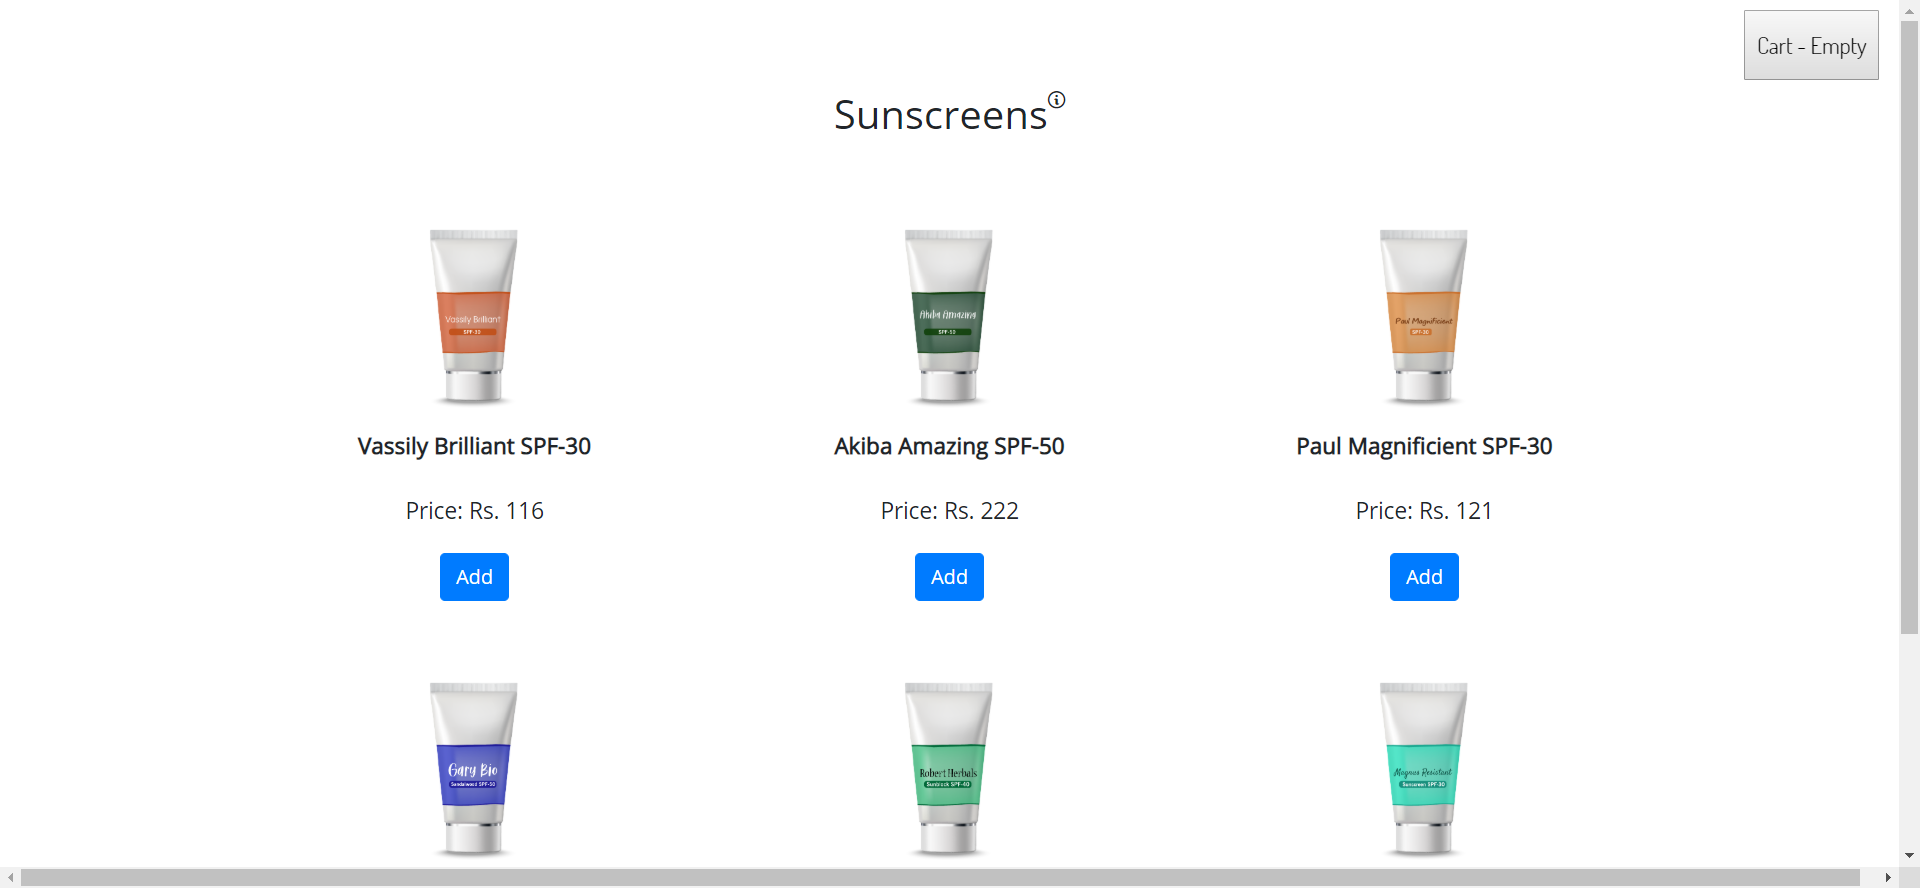 Cart - Empty
Sunscreens
Vassily Brilliant
SPF-30
Akiba Amazing
SPF-50
Paul Magnificient
SPF-30
Vassily Brilliant SPF-30
Akiba Amazing SPF-50
Paul Magnificient SPF-30
Price: Rs. 116
Price: Rs. 222
Price: Rs. 121
Add
Add
Add
Gary Bio
Sandalwood SPF-50
Robert Herbals
Sunblock SPF-40
Magnus Resistant
Sunscreen SPF-30